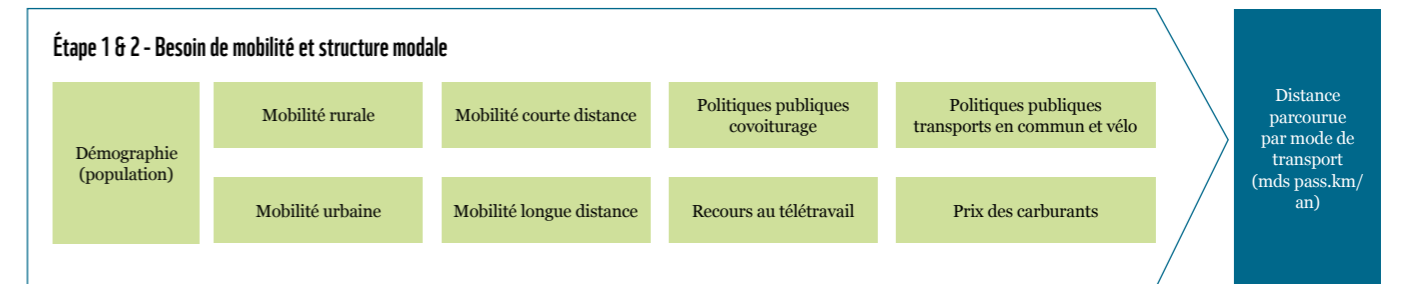 Étape 1 & 2 - Besoin de mobilité et structure modale
Démographie
(population)
Mobilité rurale
Mobilité courte distance
Politiques publiques
covoiturage
Politiques publiques
transports en commun et vélo
Mobilité urbaine
Mobilité longue distance
Recours au télétravail
Prix des carburants
Distance
parcourue
par mode de
transport
(mds pass.km/
an)